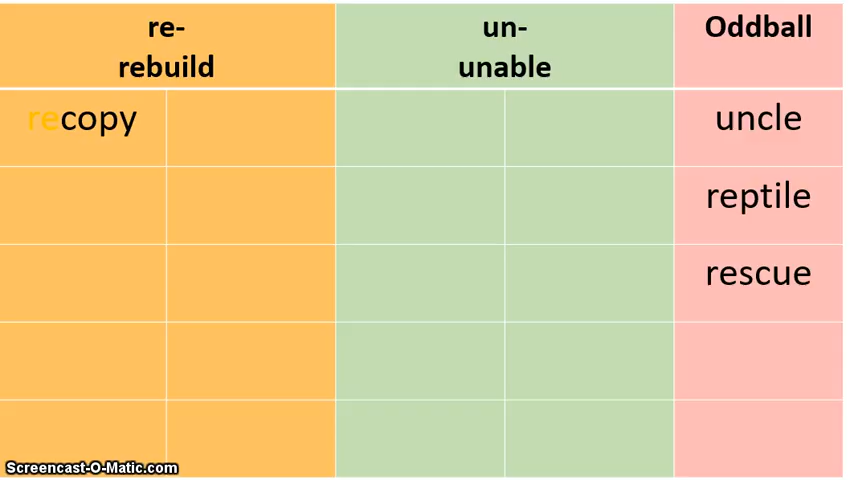 re-
rebuild
un-
unable
Oddball
recopy
uncle
reptile
rescue
Screencast-O-Matic.com